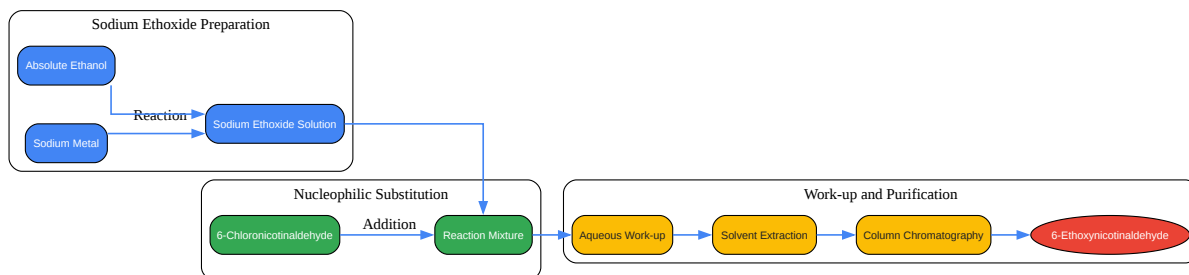 Sodium Ethoxide Preparation
Absolute Ethanol
Reaction
Sodium Ethoxide Solution
Sodium Metal
Nucleophilic Substitution
6-Chloronicotinaldehyde
Addition
Reaction Mixture
Work-up and Purification
Aqueous Work-up
Solvent Extraction
Column Chromatography
6-Ethoxynicotinaldehyde